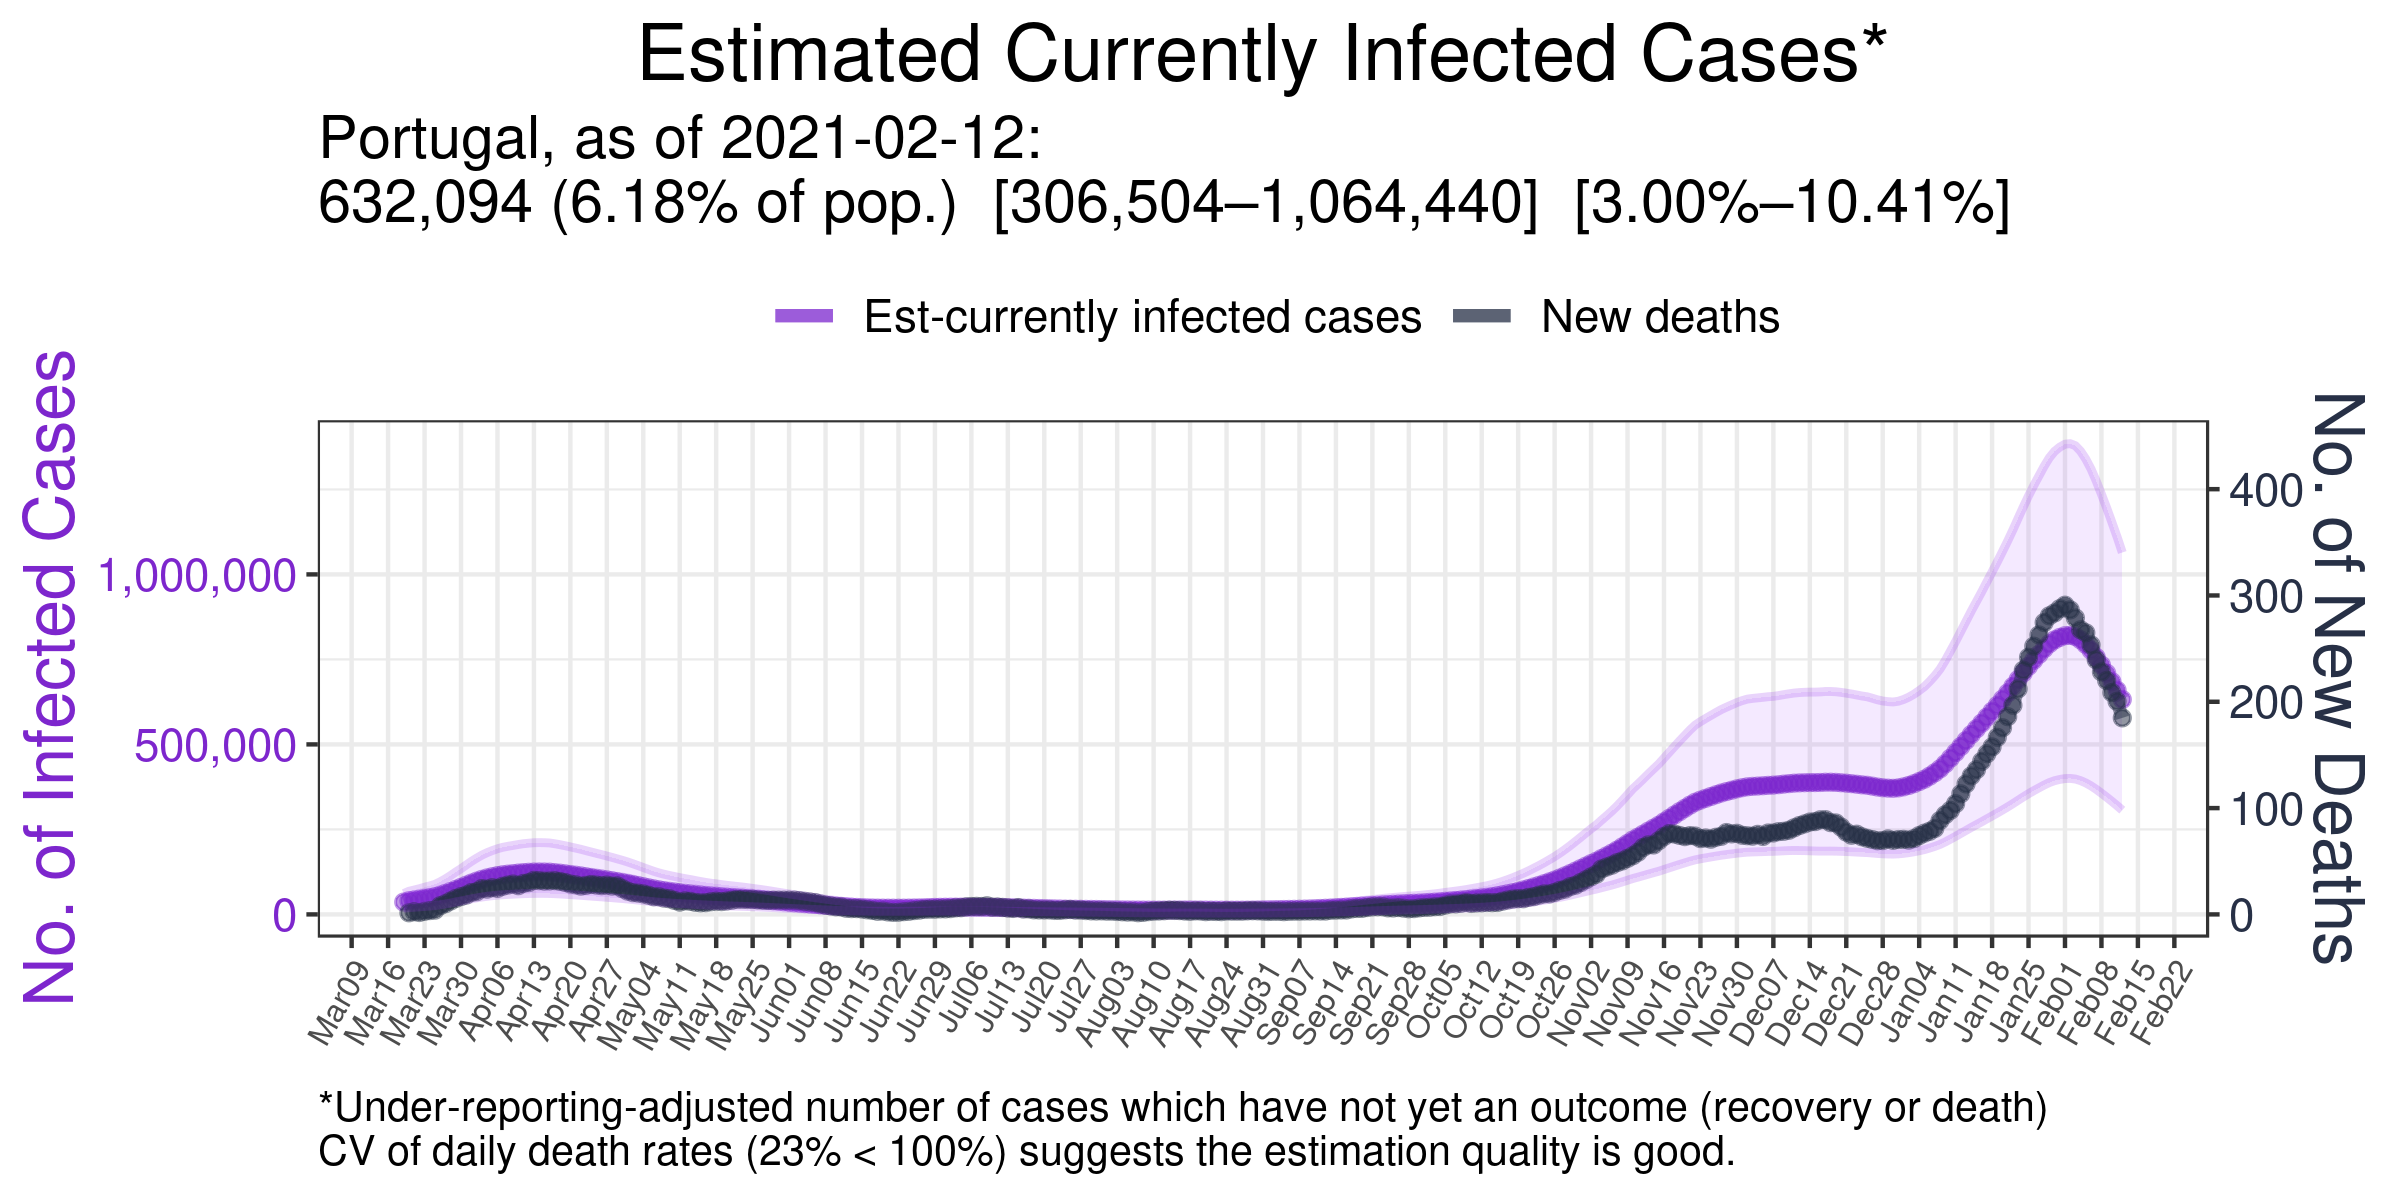 Estimated Currently Infected Cases*
Portugal, as of 2021-02-12:
632,094 (6.18% of pop.) [306,504–1,064,440] [3.00%–10.41%]
Est-currently infected cases
New deaths
No. of Infected Cases
1,000,000
500,000
0
No. of New Deaths
400
300
200
100
0
Mar09
Mar16
Mar23
Mar30
Apr06
Apr13
Apr20
Apr27
May04
May11
May18
May25
Jun01
Jun08
Jun15
Jun22
Jun29
Jul06
Jul13
Jul20
Jul27
Aug03
Aug10
Aug17
Aug24
Aug31
Sep07
Sep14
Sep21
Sep28
Oct05
Oct12
Oct19
Oct26
Nov02
Nov09
Nov16
Nov23
Nov30
Dec07
Dec14
Dec21
Dec28
Jan04
Jan11
Jan18
Jan25
Feb01
Feb08
Feb15
Feb22
*Under-reporting-adjusted number of cases which have not yet an outcome (recovery or death)
CV of daily death rates (23% < 100%) suggests the estimation quality is good.